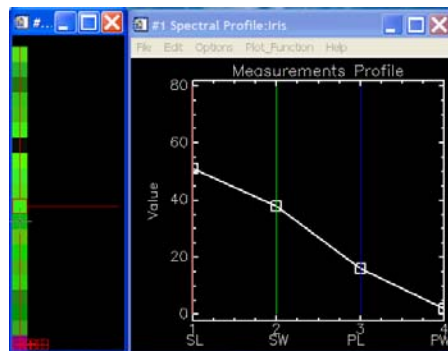 #...
#1 Spectral Profile:Iris
File Edit Options Plot_Function Help
Measurements Profile
80
60
40
20
0
Value
1 2 3 4
SL SW PL PW